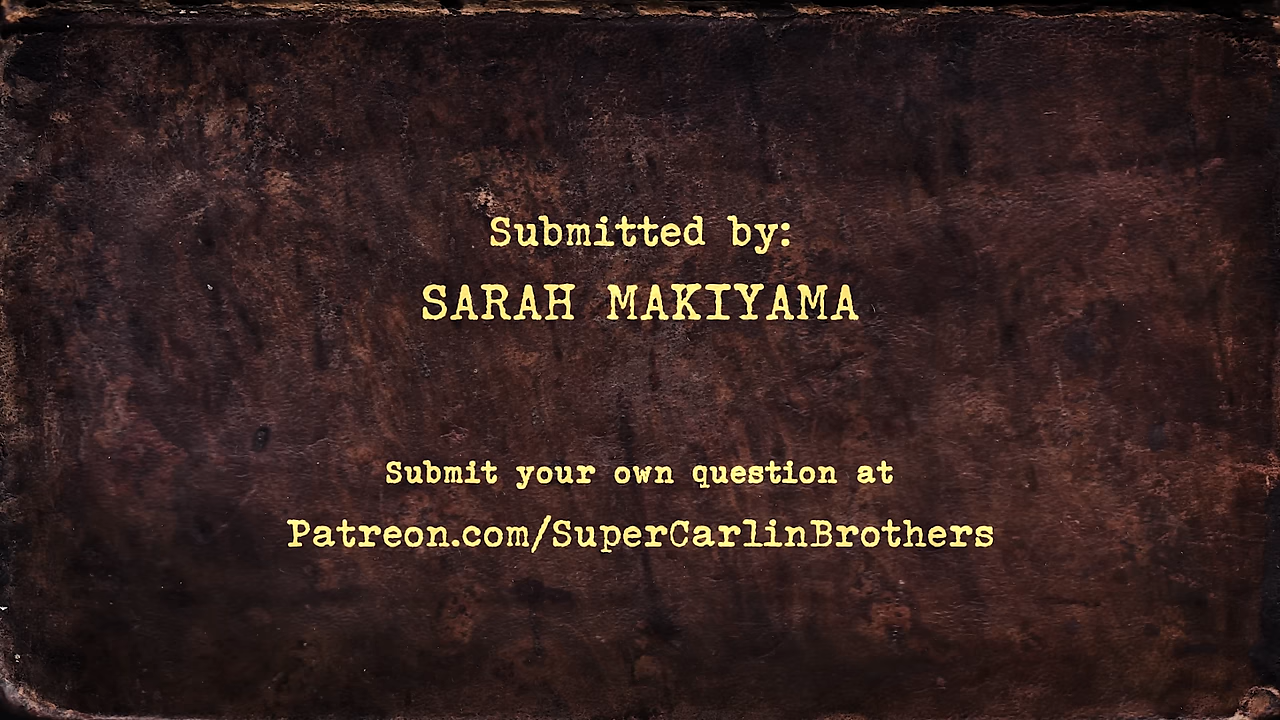 Submitted by:
SARAH MAKIYAMA
Submit your own question at
Patreon.com/SuperCarlinBrothers